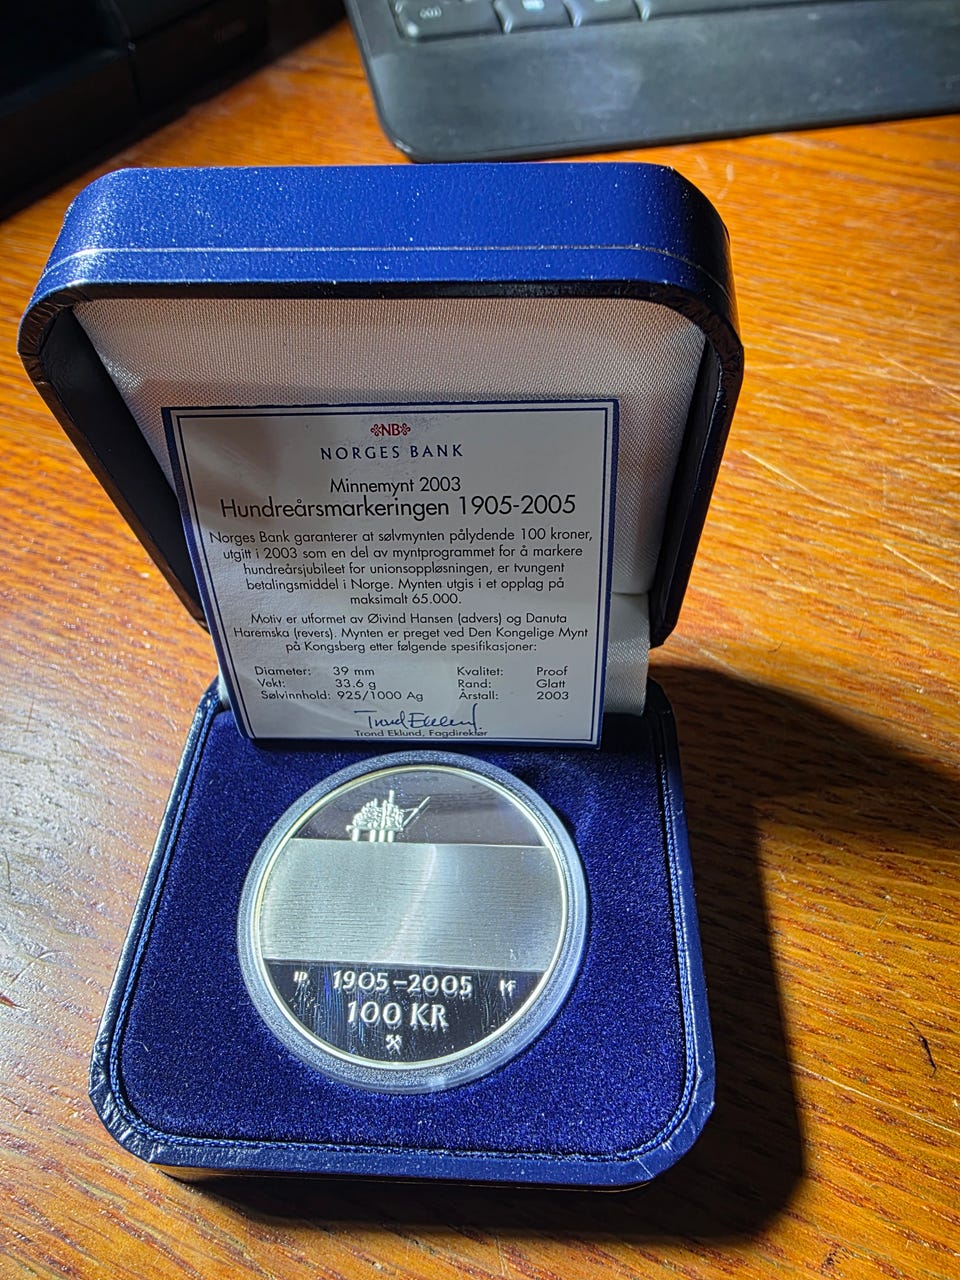 NB
NORGES BANK
Minnemynt 2003
Hundreårsmarkeringen 1905-2005
Norges Bank garanterer at sølvmynten pålydende 100 kroner,
utgitt i 2003 som en del av myntprogrammet for å markere
hundreårsjubileet for unionsoppløsningen, er tvungent
betalingsmiddel i Norge. Mynten utgis i et opplag på
maksimalt 65.000.
Motiv er utformet av Øivind Hansen (advers) og Danuta
Haremska (revers). Mynten er preget ved Den Kongelige Mynt
på Kongsberg etter følgende spesifikasjoner:
Diameter: 39 mm Kvalitet: Proof
Vekt: 33.6 g Rand: Glatt
Sølvinnhold: 925/1000 Ag Årstall: 2003
Trond Eklund
Trond Eklund, Fagdirektør
1905-2005
100 KR